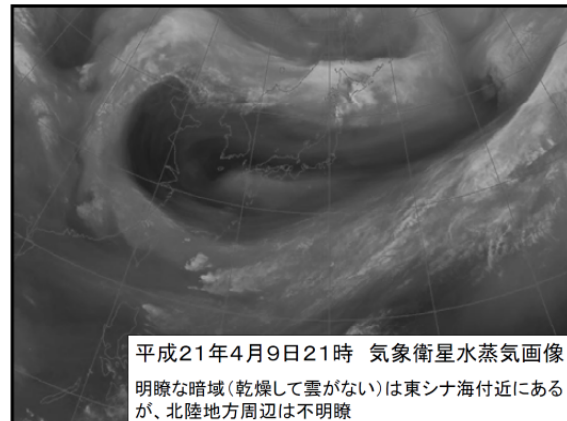 平成21年4月9日21時 気象衛星水蒸気画像
明瞭な暗域(乾燥して雲がない)は東シナ海付近にある
が、北陸地方周辺は不明瞭